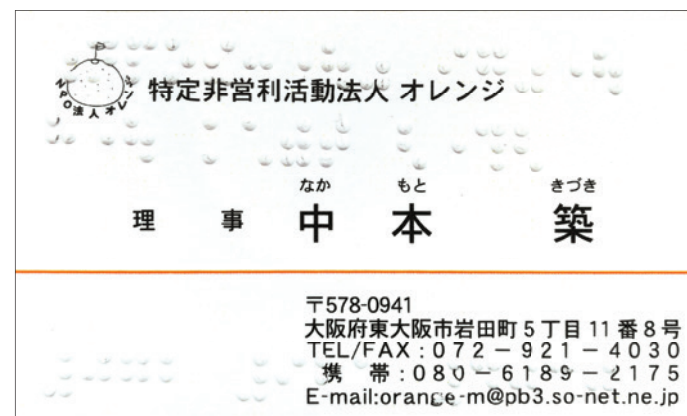 NPO法人オレンジ
特定非営利活動法人 オレンジ
なか もと きづき
理 事 中 本 築
〒578-0941
大阪府東大阪市岩田町5丁目11番8号
TEL/FAX:072-921-4030
携 帯:080-6189-2175
E-mail:orange-m@pb3.so-net.ne.jp